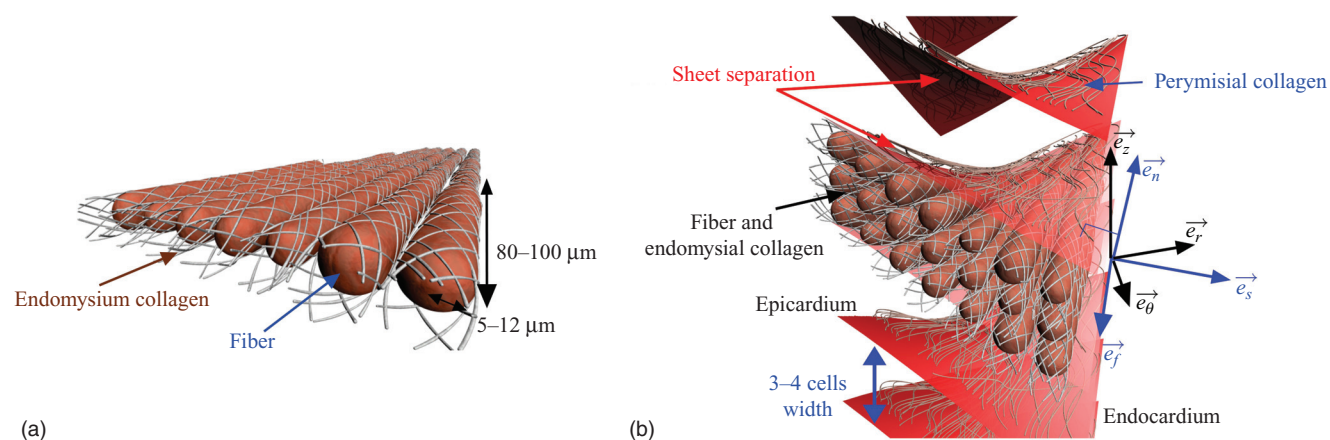 Endomysium collagen
Fiber
80–100 μm
5–12 μm
(a)
Sheet separation
Perymisial collagen
Fiber and
endomysial collagen
Epicardium
3–4 cells
width
Endocardium
e_z
e_n
e_r
e_s
e_θ
e_f
(b)